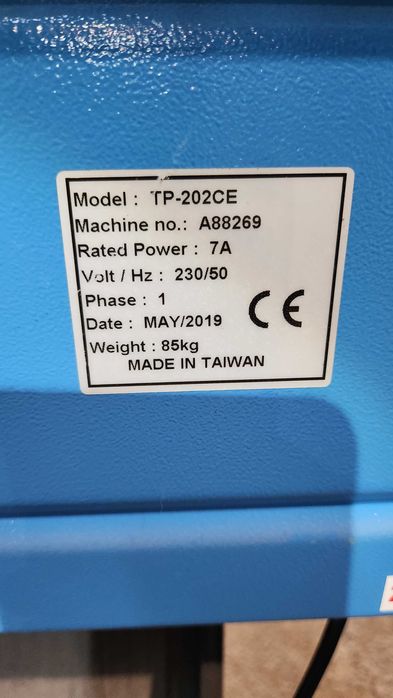 Model : TP-202CE
Machine no.: A88269
Rated Power : 7A
Volt / Hz : 230/50
Phase : 1
Date : MAY/2019
CE
Weight : 85kg
MADE IN TAIWAN